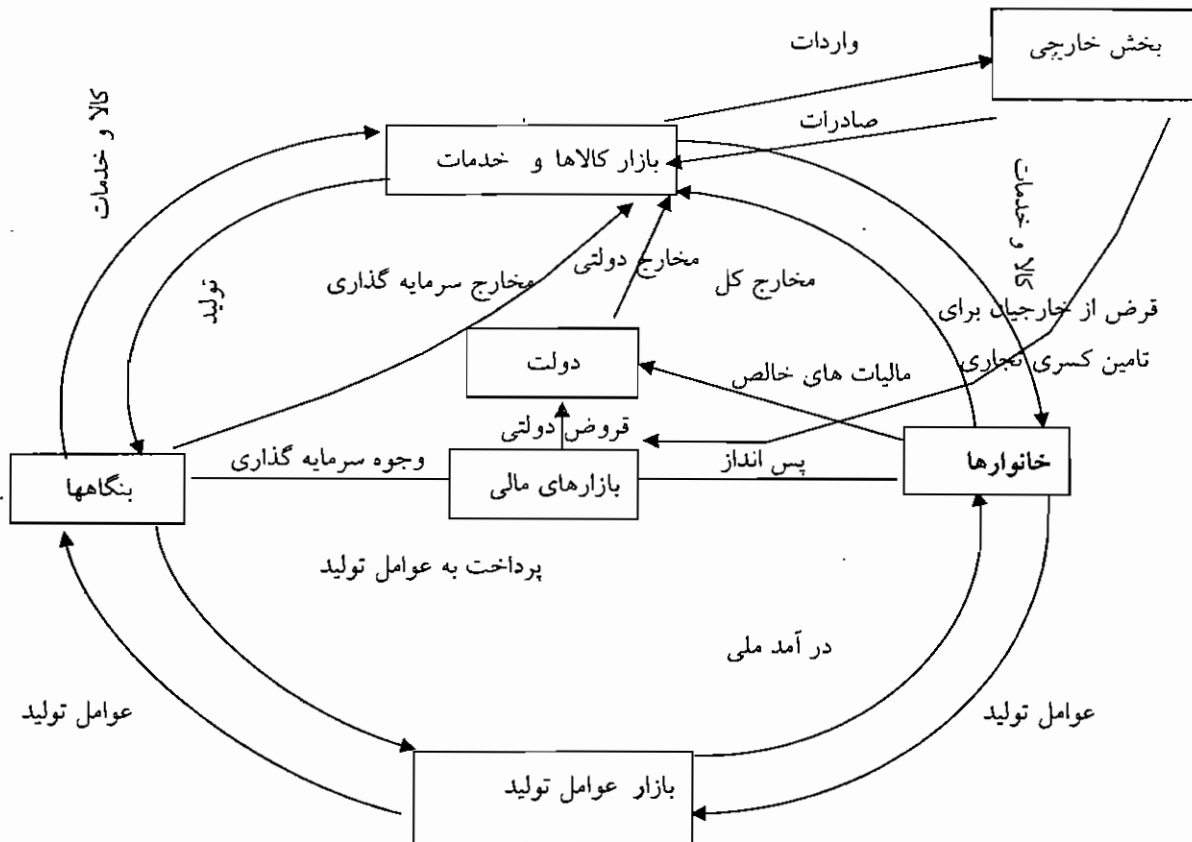 بخش خارجی
واردات
صادرات
کالا و خدمات
بازار کالاها و خدمات
کالا و خدمات
تولید
مخارج سرمایه گذاری
مخارج دولتی
مخارج کل
قرض از خارجیان برای
تامین کسری تجاری
دولت
مالیات های خالص
قروض دولتی
خانوارها
پس انداز
بازارهای مالی
وجوه سرمایه گذاری
بنگاهها
پرداخت به عوامل تولید
در آمد ملی
عوامل تولید
عوامل تولید
بازار عوامل تولید